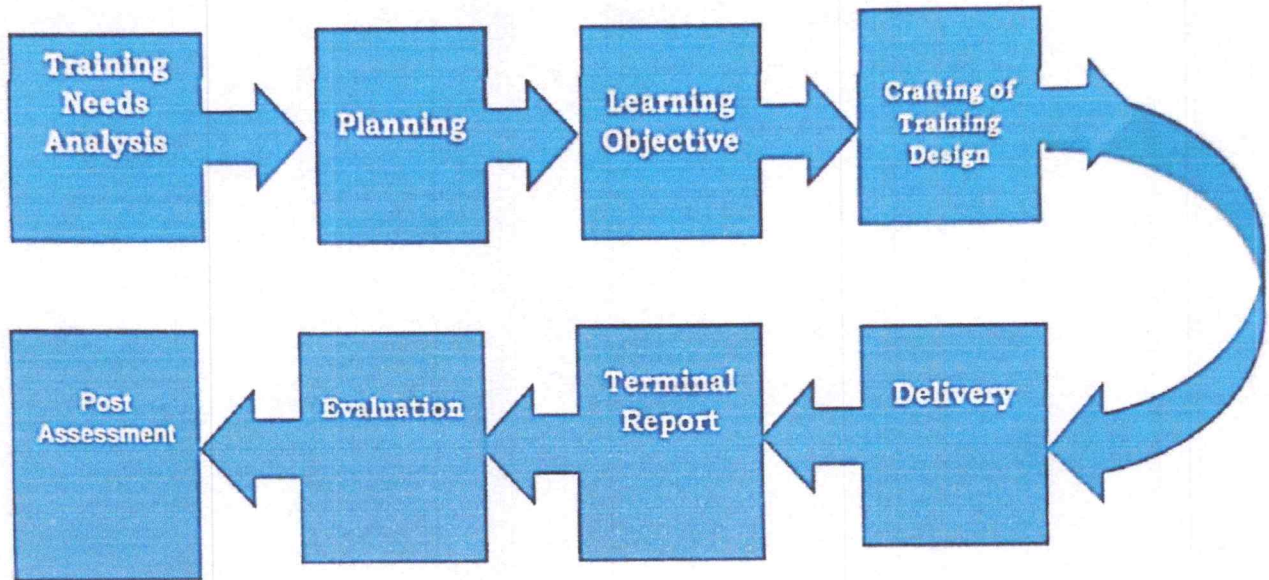 Training
Needs
Analysis
Planning
Learning
Objective
Crafting of
Training
Design
Delivery
Terminal
Report
Evaluation
Post
Assessment